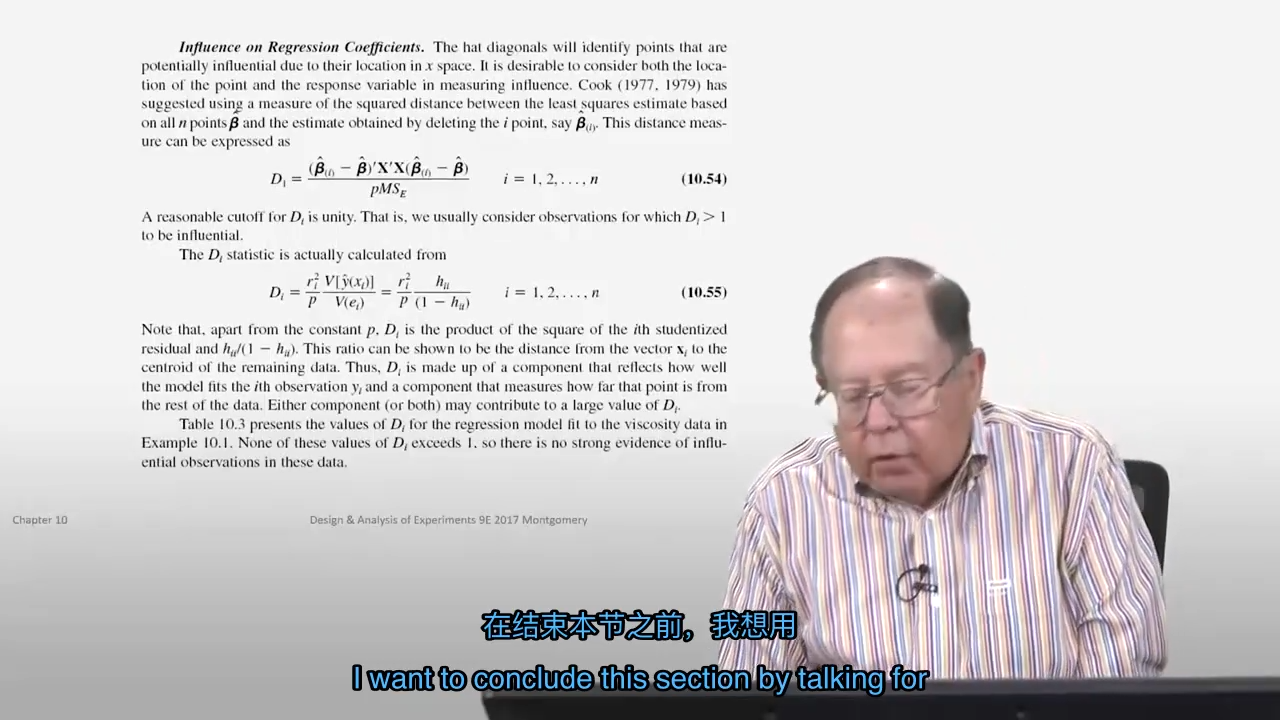 Influence on Regression Coefficients. The hat diagonals will identify points that are
potentially influential due to their location in x space. It is desirable to consider both the loca-
tion of the point and the response variable in measuring influence. Cook (1977, 1979) has
suggested using a measure of the squared distance between the least squares estimate based
on all n points β̂ and the estimate obtained by deleting the i point, say β̂(i). This distance meas-
ure can be expressed as
D₁ = (β̂(i) − β̂)′X′X(β̂(i) − β̂) / pMS_E    i = 1, 2, . . . , n    (10.54)
A reasonable cutoff for Dᵢ is unity. That is, we usually consider observations for which Dᵢ > 1
to be influential.
The Dᵢ statistic is actually calculated from
Dᵢ = rᵢ²/p V[ŷ(xᵢ)]/V(eᵢ) = rᵢ²/p hᵢᵢ/(1 − hᵢᵢ)    i = 1, 2, . . . , n    (10.55)
Note that, apart from the constant p, Dᵢ is the product of the square of the ith studentized
residual and hᵢᵢ/(1 − hᵢᵢ). This ratio can be shown to be the distance from the vector xᵢ to the
centroid of the remaining data. Thus, Dᵢ is made up of a component that reflects how well
the model fits the ith observation yᵢ and a component that measures how far that point is from
the rest of the data. Either component (or both) may contribute to a large value of Dᵢ.
Table 10.3 presents the values of Dᵢ for the regression model fit to the viscosity data in
Example 10.1. None of these values of Dᵢ exceeds 1, so there is no strong evidence of influ-
ential observations in these data.
Chapter 10
Design & Analysis of Experiments 9E 2017 Montgomery
在结束本节之前，我想用
I want to conclude this section by talking for